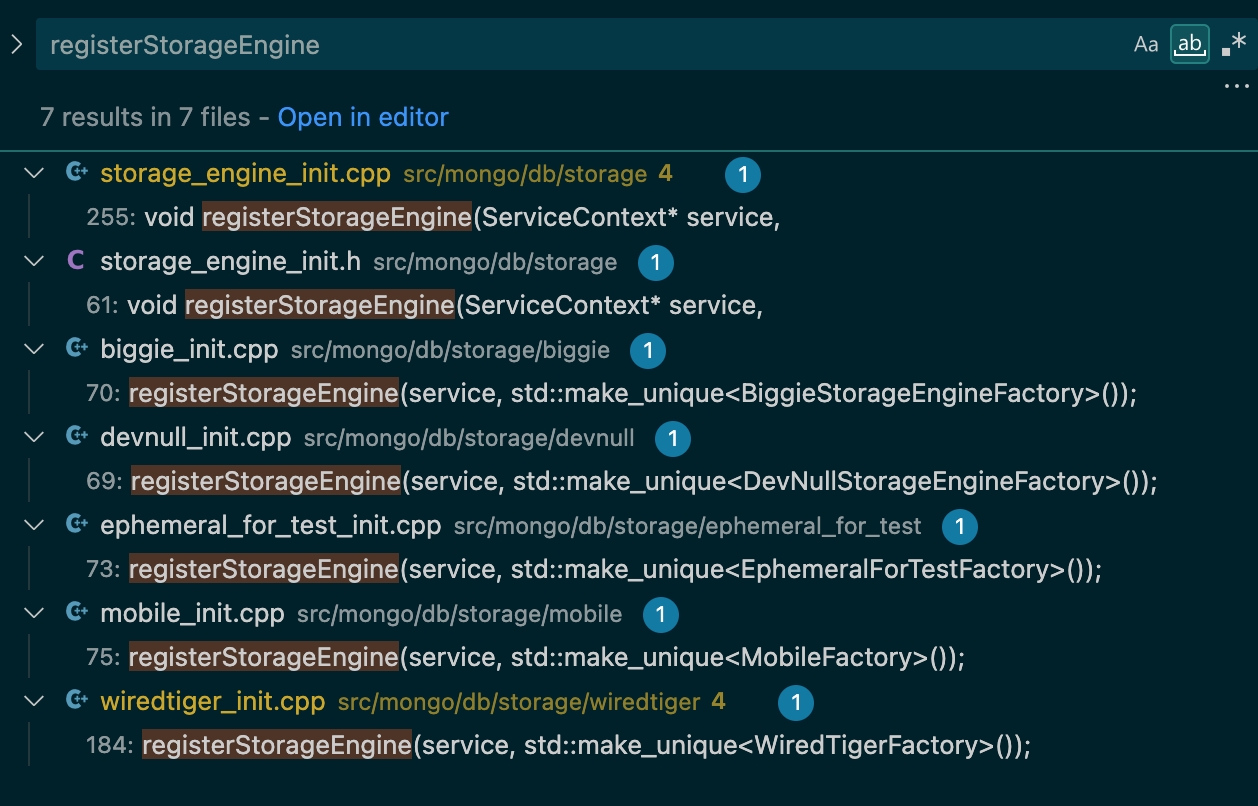 registerStorageEngine Aa ab .*
...
7 results in 7 files - Open in editor
C++ storage_engine_init.cpp src/mongo/db/storage 4 1
255: void registerStorageEngine(ServiceContext* service,
C storage_engine_init.h src/mongo/db/storage 1
61: void registerStorageEngine(ServiceContext* service,
C++ biggie_init.cpp src/mongo/db/storage/biggie 1
70: registerStorageEngine(service, std::make_unique<BiggieStorageEngineFactory>());
C++ devnull_init.cpp src/mongo/db/storage/devnull 1
69: registerStorageEngine(service, std::make_unique<DevNullStorageEngineFactory>());
C++ ephemeral_for_test_init.cpp src/mongo/db/storage/ephemeral_for_test 1
73: registerStorageEngine(service, std::make_unique<EphemeralForTestFactory>());
C++ mobile_init.cpp src/mongo/db/storage/mobile 1
75: registerStorageEngine(service, std::make_unique<MobileFactory>());
C++ wiredtiger_init.cpp src/mongo/db/storage/wiredtiger 4 1
184: registerStorageEngine(service, std::make_unique<WiredTigerFactory>());